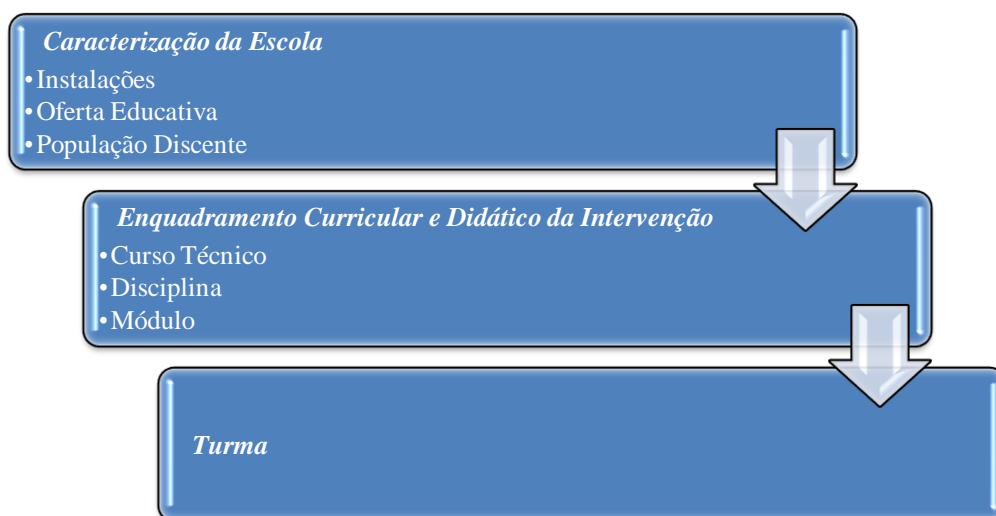 Caracterização da Escola
•Instalações
•Oferta Educativa
•População Discente
Enquadramento Curricular e Didático da Intervenção
•Curso Técnico
•Disciplina
•Módulo
Turma